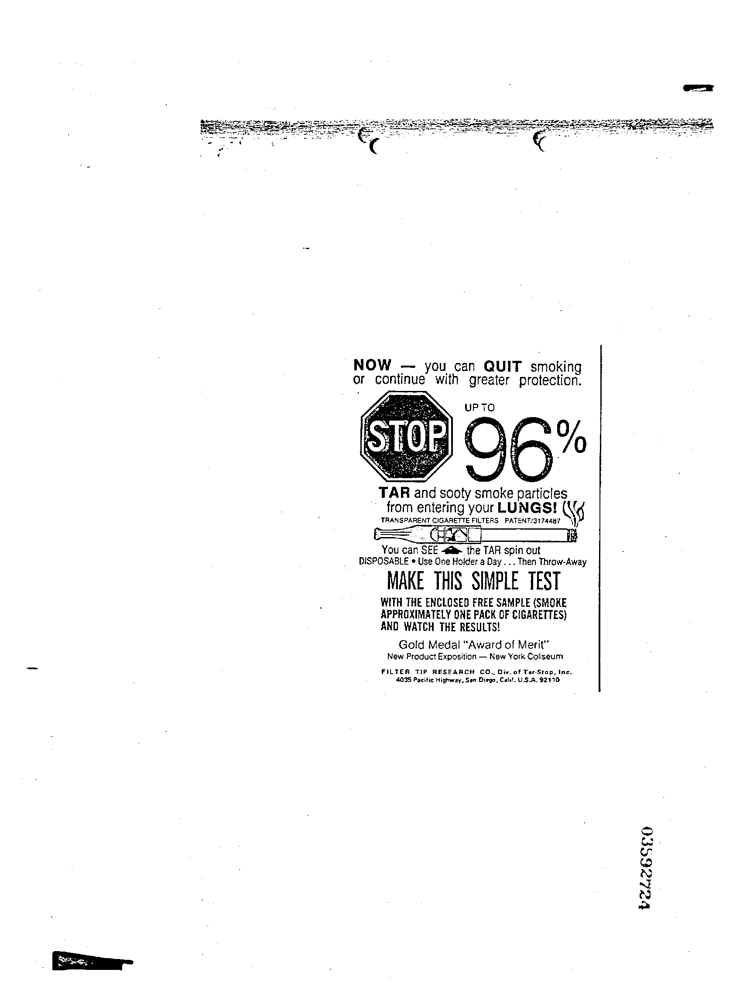 NOW — you can QUIT smoking
or continue with greater protection.
STOP
UP TO
96%
TAR and sooty smoke particles
from entering your LUNGS!
TRANSPARENT CIGARETTE FILTERS PATENT/3174487
You can SEE the TAR spin out
DISPOSABLE • Use One Holder a Day . . . Then Throw-Away
MAKE THIS SIMPLE TEST
WITH THE ENCLOSED FREE SAMPLE (SMOKE
APPROXIMATELY ONE PACK OF CIGARETTES)
AND WATCH THE RESULTS!
Gold Medal "Award of Merit"
New Product Exposition — New York Coliseum
FILTER TIP RESEARCH CO., Div. of Tar-Stop, Inc.
4035 Pacific Highway, San Diego, Calif. U.S.A. 92110
03592724